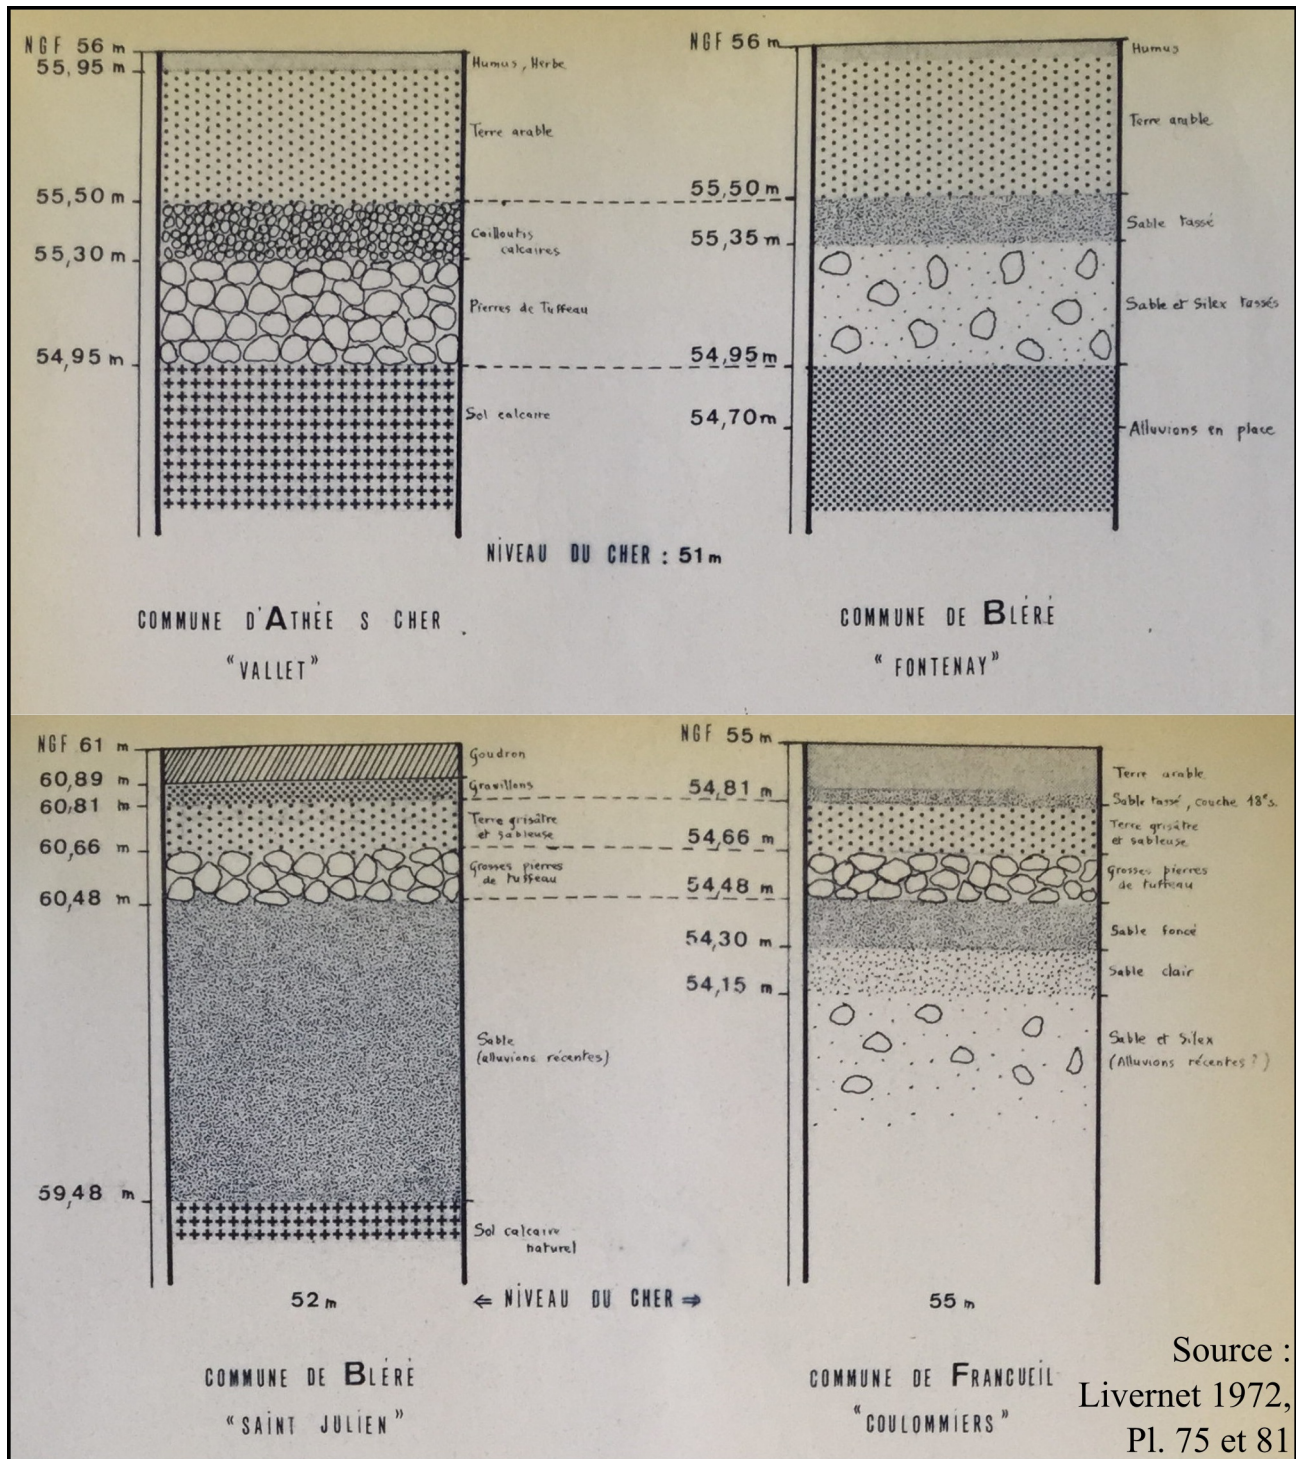 NGF 56 m
55,95 m
Humus, Herbe
Terre arable
55,50 m
Cailloutis
calcaires
55,30 m
Pierres de Tuffeau
54,95 m
Sol calcaire
NGF 56 m
Humus
Terre arable
55,50 m
Sable tassé
55,35 m
Sable et Silex tassés
54,95 m
54,70 m
Alluvions en place
NIVEAU DU CHER : 51 m
COMMUNE D'ATHÉE S CHER
"VALLET"
COMMUNE DE BLÉRÉ
"FONTENAY"
NGF 61 m
Goudron
60,89 m
Gravillons
60,81 m
Terre grisâtre
et sableuse
60,66 m
Grosses pierres
de tuffeau
60,48 m
Sable
(alluvions récentes)
59,48 m
Sol calcaire
naturel
NGF 55 m
Terre arable
54,81 m
Sable tassé, couche 18e s.
Terre grisâtre
et sableuse
54,66 m
Grosses pierres
de tuffeau
54,48 m
Sable foncé
54,30 m
Sable clair
54,15 m
Sable et Silex
(Alluvions récentes ?)
52 m ⇐ NIVEAU DU CHER ⇒ 55 m
COMMUNE DE BLÉRÉ
"SAINT JULIEN"
COMMUNE DE FRANCUEIL
"COULOMMIERS"
Source :
Livernet 1972,
Pl. 75 et 81